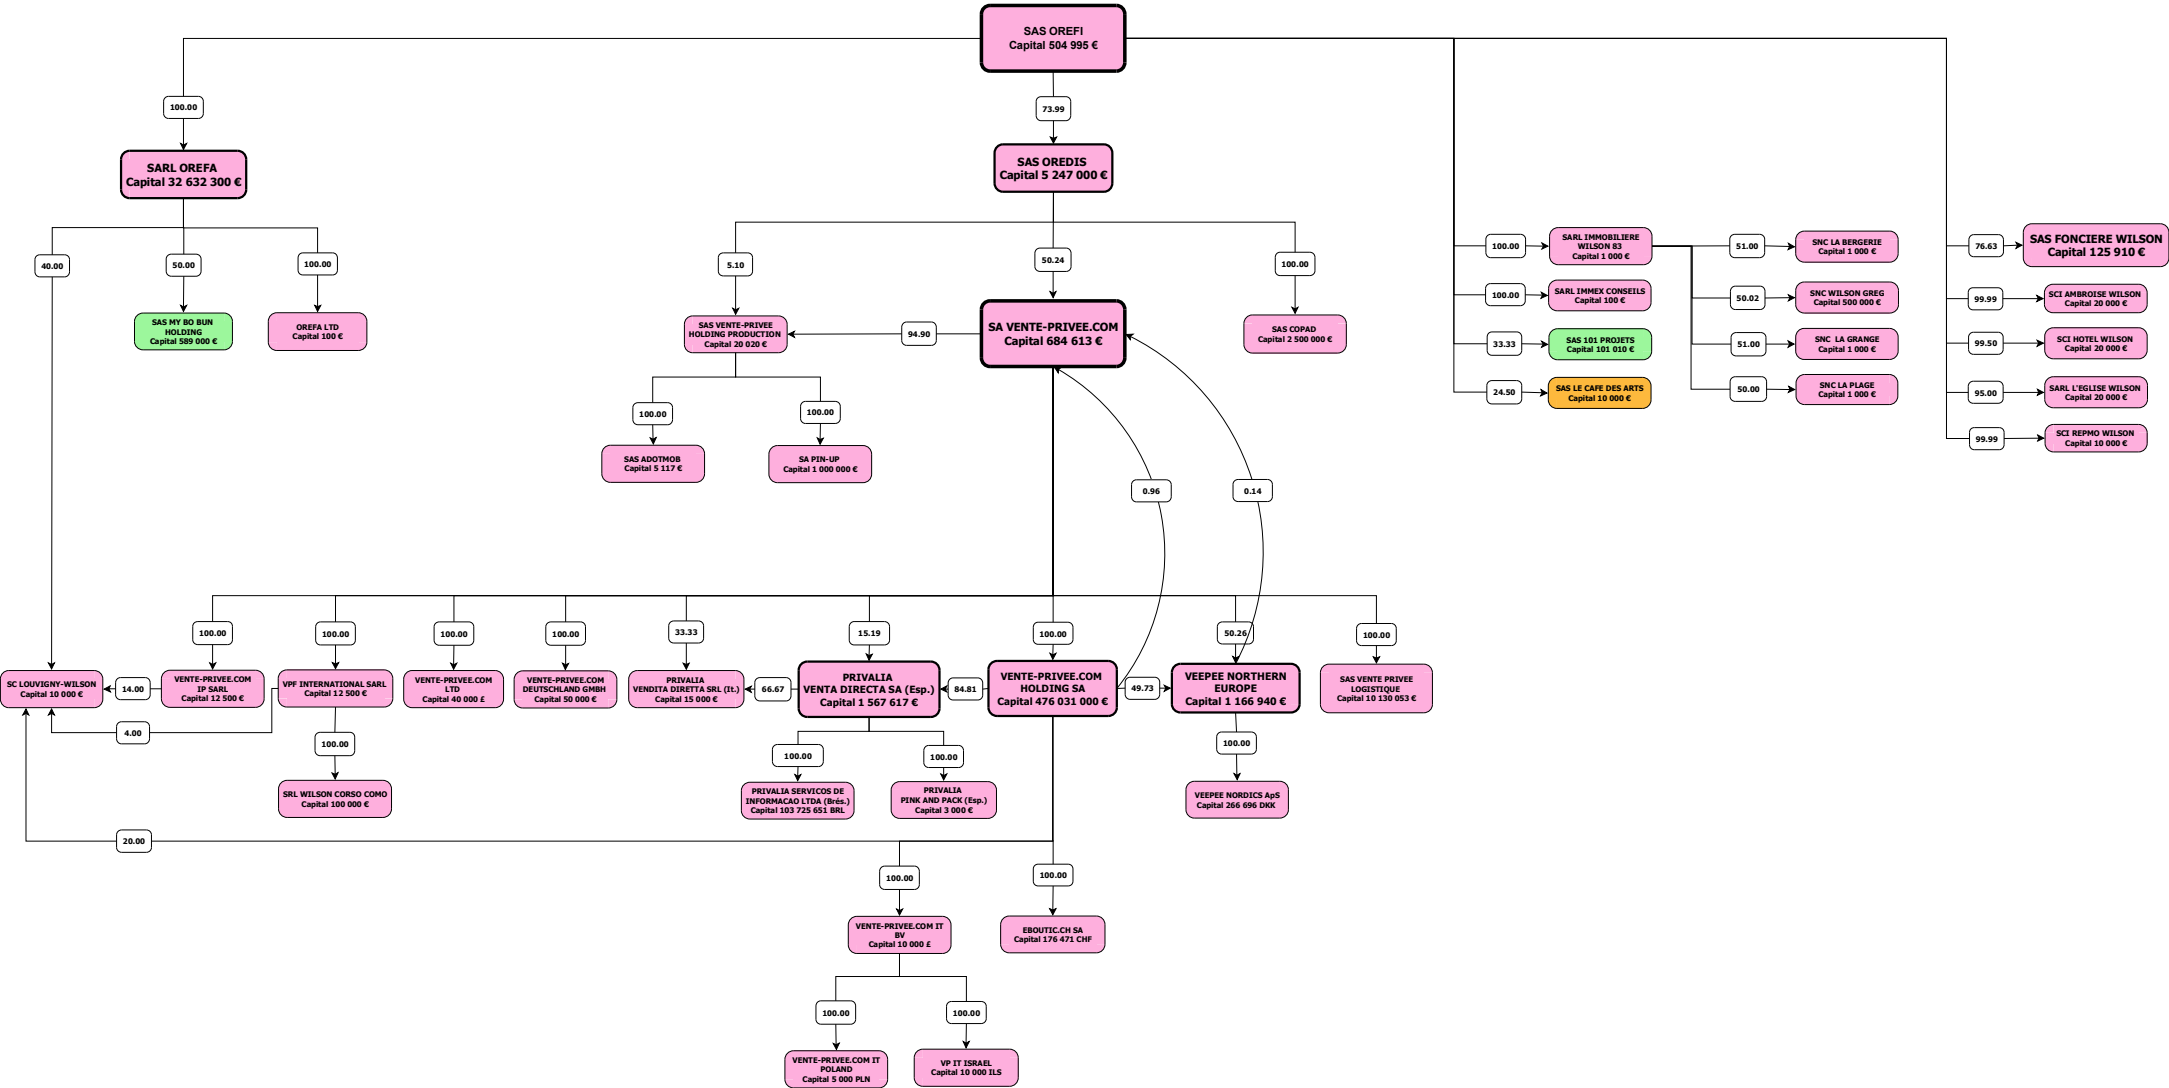 SAS OREFI
Capital 504 995 €
100.00
73.99
SARL OREFA
Capital 32 632 300 €
SAS OREDIS
Capital 5 247 000 €
40.00
50.00
100.00
5.10
50.24
100.00
100.00
SARL IMMOBILIERE
WILSON 83
Capital 1 000 €
51.00
SNC LA BERGERIE
Capital 1 000 €
76.63
SAS FONCIERE WILSON
Capital 125 910 €
100.00
SARL IMMEX CONSEILS
Capital 100 €
50.02
SNC WILSON GREG
Capital 500 000 €
99.99
SCI AMBROISE WILSON
Capital 20 000 €
SAS MY BO BUN
HOLDING
Capital 589 000 €
OREFA LTD
Capital 100 €
SAS VENTE-PRIVEE
HOLDING PRODUCTION
Capital 20 020 €
94.90
SA VENTE-PRIVEE.COM
Capital 684 613 €
SAS COPAD
Capital 2 500 000 €
33.33
SAS 101 PROJETS
Capital 101 010 €
51.00
SNC  LA GRANGE
Capital 1 000 €
99.50
SCI HOTEL WILSON
Capital 20 000 €
24.50
SAS LE CAFE DES ARTS
Capital 10 000 €
50.00
SNC LA PLAGE
Capital 1 000 €
95.00
SARL L'EGLISE WILSON
Capital 20 000 €
100.00
100.00
99.99
SCI REPMO WILSON
Capital 10 000 €
SAS ADOTMOB
Capital 5 117 €
SA PIN-UP
Capital 1 000 000 €
0.96
0.14
100.00
100.00
100.00
100.00
33.33
15.19
100.00
50.26
100.00
SC LOUVIGNY-WILSON
Capital 10 000 €
14.00
VENTE-PRIVEE.COM
IP SARL
Capital 12 500 €
VPF INTERNATIONAL SARL
Capital 12 500 €
VENTE-PRIVEE.COM
LTD
Capital 40 000 £
VENTE-PRIVEE.COM
DEUTSCHLAND GMBH
Capital 50 000 €
PRIVALIA
VENDITA DIRETTA SRL (It.)
Capital 15 000 €
66.67
PRIVALIA
VENTA DIRECTA SA (Esp.)
Capital 1 567 617 €
84.81
VENTE-PRIVEE.COM
HOLDING SA
Capital 476 031 000 €
49.73
VEEPEE NORTHERN
EUROPE
Capital 1 166 940 €
SAS VENTE PRIVEE
LOGISTIQUE
Capital 10 130 053 €
4.00
100.00
100.00
100.00
100.00
SRL WILSON CORSO COMO
Capital 100 000 €
PRIVALIA SERVICOS DE
INFORMACAO LTDA (Brés.)
Capital 103 725 651 BRL
PRIVALIA
PINK AND PACK (Esp.)
Capital 3 000 €
VEEPEE NORDICS ApS
Capital 266 696 DKK
20.00
100.00
100.00
VENTE-PRIVEE.COM IT
BV
Capital 10 000 £
EBOUTIC.CH SA
Capital 176 471 CHF
100.00
100.00
VENTE-PRIVEE.COM IT
POLAND
Capital 5 000 PLN
VP IT ISRAEL
Capital 10 000 ILS